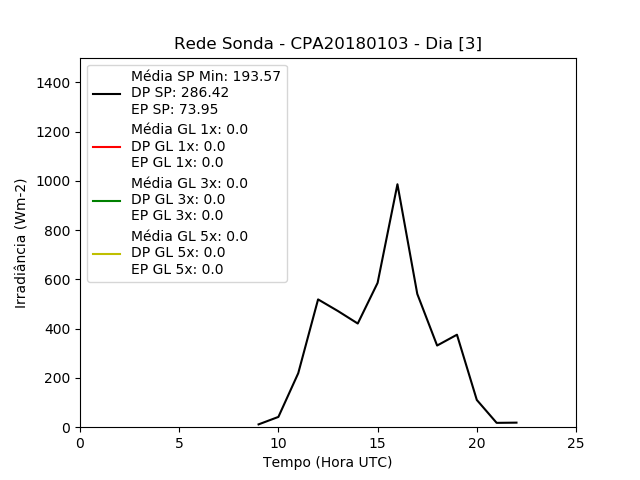 Rede Sonda - CPA20180103 - Dia [3]
Média SP Min: 193.57
DP SP: 286.42
EP SP: 73.95
Média GL 1x: 0.0
DP GL 1x: 0.0
EP GL 1x: 0.0
Média GL 3x: 0.0
DP GL 3x: 0.0
EP GL 3x: 0.0
Média GL 5x: 0.0
DP GL 5x: 0.0
EP GL 5x: 0.0
Irradiância (Wm-2)
1400
1200
1000
800
600
400
200
0
0 5 10 15 20 25
Tempo (Hora UTC)